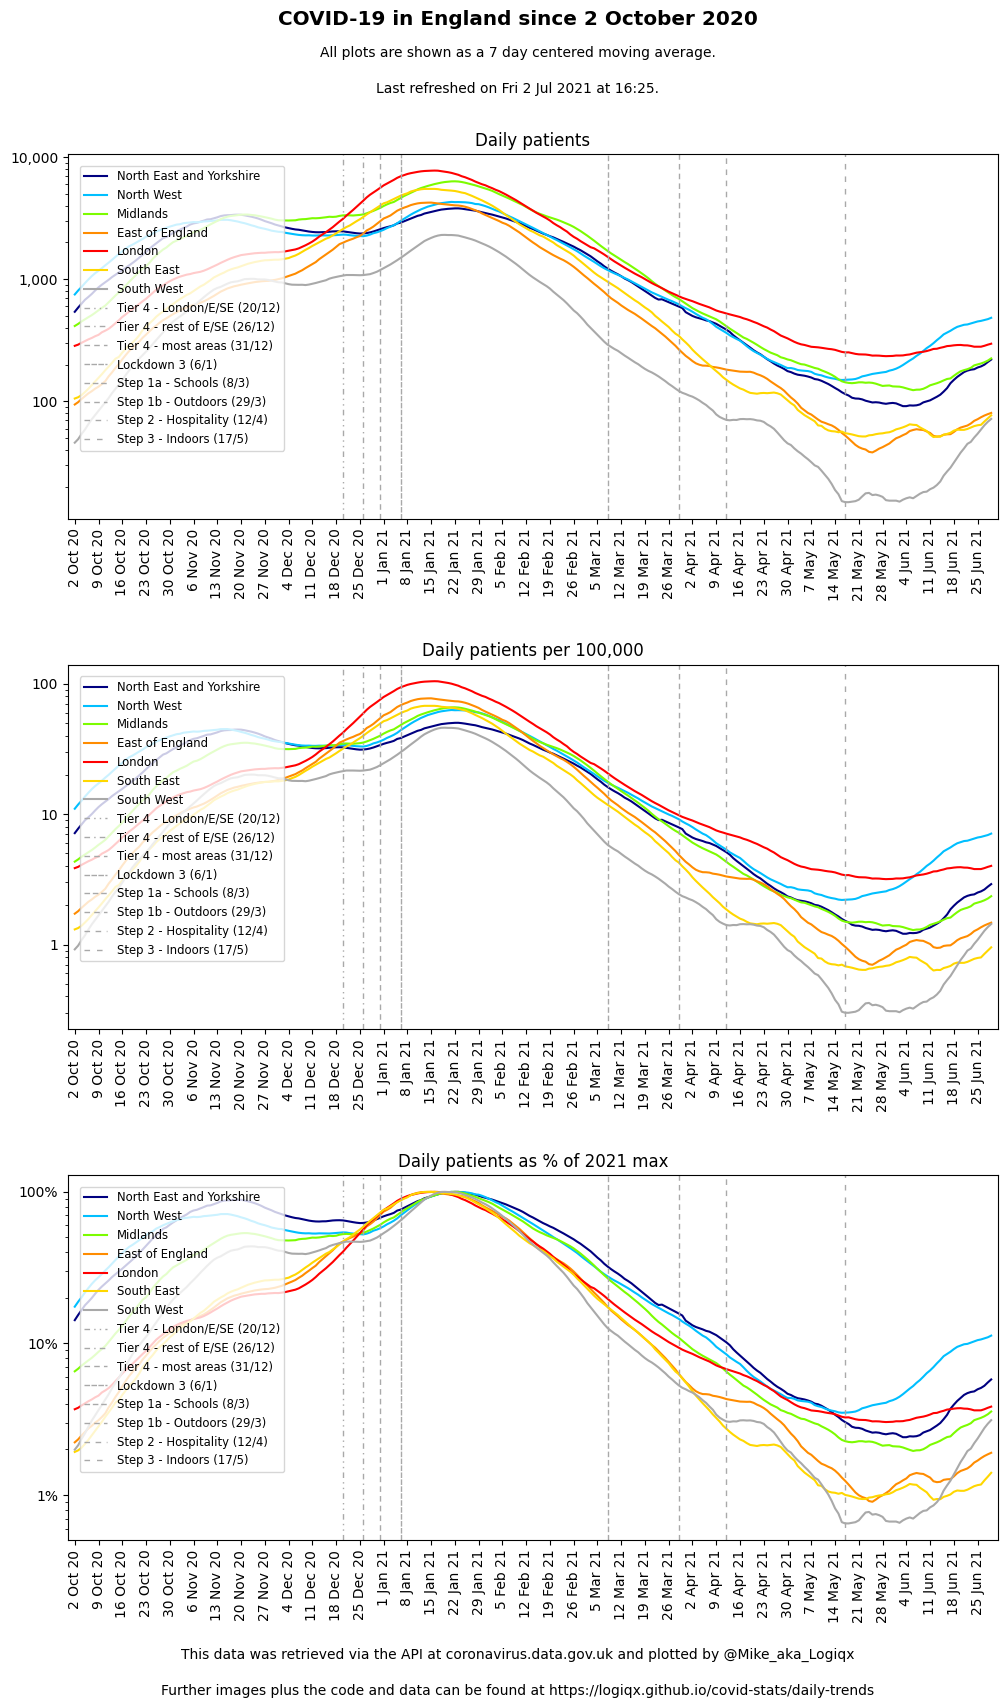 COVID-19 in England since 2 October 2020
All plots are shown as a 7 day centered moving average.
Last refreshed on Fri 2 Jul 2021 at 16:25.
Daily patients
10,000
1,000
100
North East and Yorkshire
North West
Midlands
East of England
London
South East
South West
Tier 4 - London/E/SE (20/12)
Tier 4 - rest of E/SE (26/12)
Tier 4 - most areas (31/12)
Lockdown 3 (6/1)
Step 1a - Schools (8/3)
Step 1b - Outdoors (29/3)
Step 2 - Hospitality (12/4)
Step 3 - Indoors (17/5)
2 Oct 20
9 Oct 20
16 Oct 20
23 Oct 20
30 Oct 20
6 Nov 20
13 Nov 20
20 Nov 20
27 Nov 20
4 Dec 20
11 Dec 20
18 Dec 20
25 Dec 20
1 Jan 21
8 Jan 21
15 Jan 21
22 Jan 21
29 Jan 21
5 Feb 21
12 Feb 21
19 Feb 21
26 Feb 21
5 Mar 21
12 Mar 21
19 Mar 21
26 Mar 21
2 Apr 21
9 Apr 21
16 Apr 21
23 Apr 21
30 Apr 21
7 May 21
14 May 21
21 May 21
28 May 21
4 Jun 21
11 Jun 21
18 Jun 21
25 Jun 21
Daily patients per 100,000
100
10
1
North East and Yorkshire
North West
Midlands
East of England
London
South East
South West
Tier 4 - London/E/SE (20/12)
Tier 4 - rest of E/SE (26/12)
Tier 4 - most areas (31/12)
Lockdown 3 (6/1)
Step 1a - Schools (8/3)
Step 1b - Outdoors (29/3)
Step 2 - Hospitality (12/4)
Step 3 - Indoors (17/5)
2 Oct 20
9 Oct 20
16 Oct 20
23 Oct 20
30 Oct 20
6 Nov 20
13 Nov 20
20 Nov 20
27 Nov 20
4 Dec 20
11 Dec 20
18 Dec 20
25 Dec 20
1 Jan 21
8 Jan 21
15 Jan 21
22 Jan 21
29 Jan 21
5 Feb 21
12 Feb 21
19 Feb 21
26 Feb 21
5 Mar 21
12 Mar 21
19 Mar 21
26 Mar 21
2 Apr 21
9 Apr 21
16 Apr 21
23 Apr 21
30 Apr 21
7 May 21
14 May 21
21 May 21
28 May 21
4 Jun 21
11 Jun 21
18 Jun 21
25 Jun 21
Daily patients as % of 2021 max
100%
10%
1%
North East and Yorkshire
North West
Midlands
East of England
London
South East
South West
Tier 4 - London/E/SE (20/12)
Tier 4 - rest of E/SE (26/12)
Tier 4 - most areas (31/12)
Lockdown 3 (6/1)
Step 1a - Schools (8/3)
Step 1b - Outdoors (29/3)
Step 2 - Hospitality (12/4)
Step 3 - Indoors (17/5)
2 Oct 20
9 Oct 20
16 Oct 20
23 Oct 20
30 Oct 20
6 Nov 20
13 Nov 20
20 Nov 20
27 Nov 20
4 Dec 20
11 Dec 20
18 Dec 20
25 Dec 20
1 Jan 21
8 Jan 21
15 Jan 21
22 Jan 21
29 Jan 21
5 Feb 21
12 Feb 21
19 Feb 21
26 Feb 21
5 Mar 21
12 Mar 21
19 Mar 21
26 Mar 21
2 Apr 21
9 Apr 21
16 Apr 21
23 Apr 21
30 Apr 21
7 May 21
14 May 21
21 May 21
28 May 21
4 Jun 21
11 Jun 21
18 Jun 21
25 Jun 21
This data was retrieved via the API at coronavirus.data.gov.uk and plotted by @Mike_aka_Logiqx
Further images plus the code and data can be found at https://logiqx.github.io/covid-stats/daily-trends